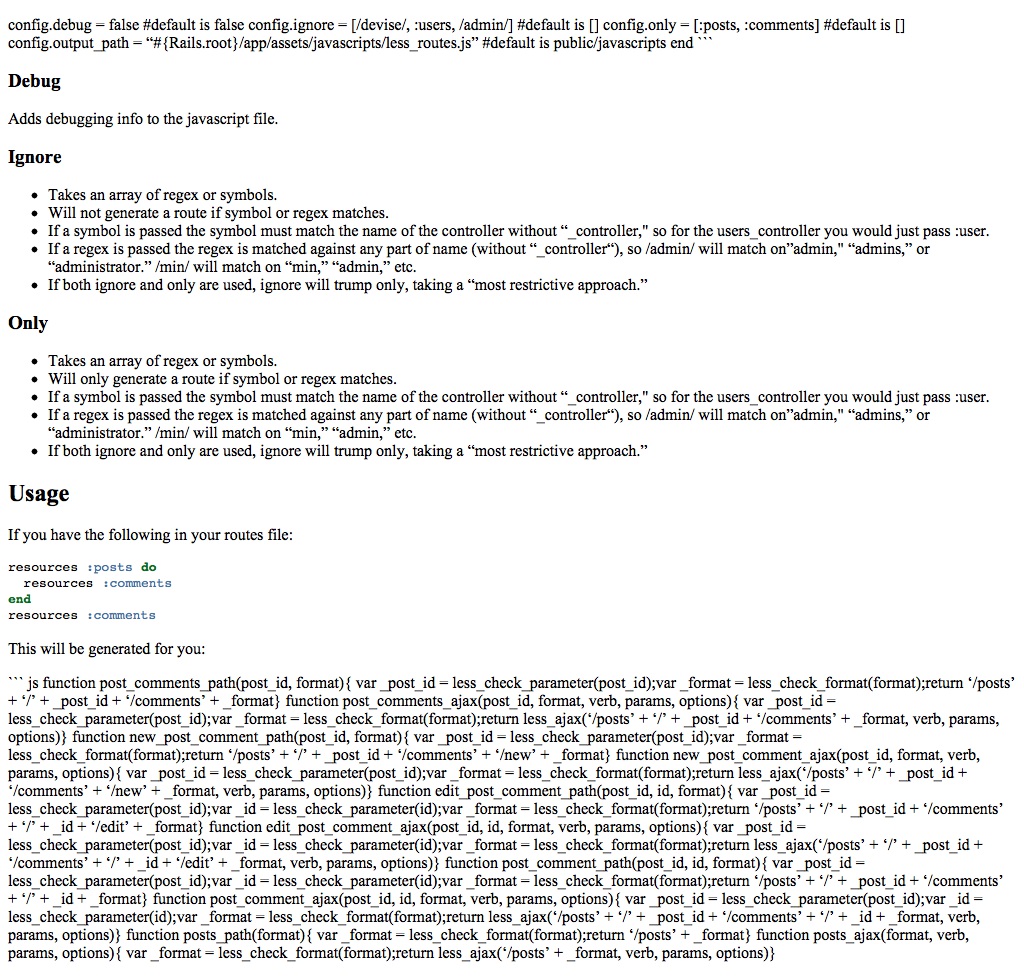 config.debug = false #default is false config.ignore = [/devise/, :users, /admin/] #default is [] config.only = [:posts, :comments] #default is []
config.output_path = “#{Rails.root}/app/assets/javascripts/less_routes.js” #default is public/javascripts end ```
Debug
Adds debugging info to the javascript file.
Ignore
• Takes an array of regex or symbols.
• Will not generate a route if symbol or regex matches.
• If a symbol is passed the symbol must match the name of the controller without “_controller," so for the users_controller you would just pass :user.
• If a regex is passed the regex is matched against any part of name (without “_controller“), so /admin/ will match on”admin," “admins,” or
“administrator.” /min/ will match on “min,” “admin,” etc.
• If both ignore and only are used, ignore will trump only, taking a “most restrictive approach.”
Only
• Takes an array of regex or symbols.
• Will only generate a route if symbol or regex matches.
• If a symbol is passed the symbol must match the name of the controller without “_controller," so for the users_controller you would just pass :user.
• If a regex is passed the regex is matched against any part of name (without “_controller“), so /admin/ will match on”admin," “admins,” or
“administrator.” /min/ will match on “min,” “admin,” etc.
• If both ignore and only are used, ignore will trump only, taking a “most restrictive approach.”
Usage
If you have the following in your routes file:
resources :posts do
  resources :comments
end
resources :comments
This will be generated for you:
``` js function post_comments_path(post_id, format){ var _post_id = less_check_parameter(post_id);var _format = less_check_format(format);return ‘/posts’
+ ‘/’ + _post_id + ‘/comments’ + _format} function post_comments_ajax(post_id, format, verb, params, options){ var _post_id =
less_check_parameter(post_id);var _format = less_check_format(format);return less_ajax(‘/posts’ + ‘/’ + _post_id + ‘/comments’ + _format, verb, params,
options)} function new_post_comment_path(post_id, format){ var _post_id = less_check_parameter(post_id);var _format =
less_check_format(format);return ‘/posts’ + ‘/’ + _post_id + ‘/comments’ + ‘/new’ + _format} function new_post_comment_ajax(post_id, format, verb,
params, options){ var _post_id = less_check_parameter(post_id);var _format = less_check_format(format);return less_ajax(‘/posts’ + ‘/’ + _post_id +
‘/comments’ + ‘/new’ + _format, verb, params, options)} function edit_post_comment_path(post_id, id, format){ var _post_id =
less_check_parameter(post_id);var _id = less_check_parameter(id);var _format = less_check_format(format);return ‘/posts’ + ‘/’ + _post_id + ‘/comments’
+ ‘/’ + _id + ‘/edit’ + _format} function edit_post_comment_ajax(post_id, id, format, verb, params, options){ var _post_id =
less_check_parameter(post_id);var _id = less_check_parameter(id);var _format = less_check_format(format);return less_ajax(‘/posts’ + ‘/’ + _post_id +
‘/comments’ + ‘/’ + _id + ‘/edit’ + _format, verb, params, options)} function post_comment_path(post_id, id, format){ var _post_id =
less_check_parameter(post_id);var _id = less_check_parameter(id);var _format = less_check_format(format);return ‘/posts’ + ‘/’ + _post_id + ‘/comments’
+ ‘/’ + _id + _format} function post_comment_ajax(post_id, id, format, verb, params, options){ var _post_id = less_check_parameter(post_id);var _id =
less_check_parameter(id);var _format = less_check_format(format);return less_ajax(‘/posts’ + ‘/’ + _post_id + ‘/comments’ + ‘/’ + _id + _format, verb,
params, options)} function posts_path(format){ var _format = less_check_format(format);return ‘/posts’ + _format} function posts_ajax(format, verb,
params, options){ var _format = less_check_format(format);return less_ajax(‘/posts’ + _format, verb, params, options)}